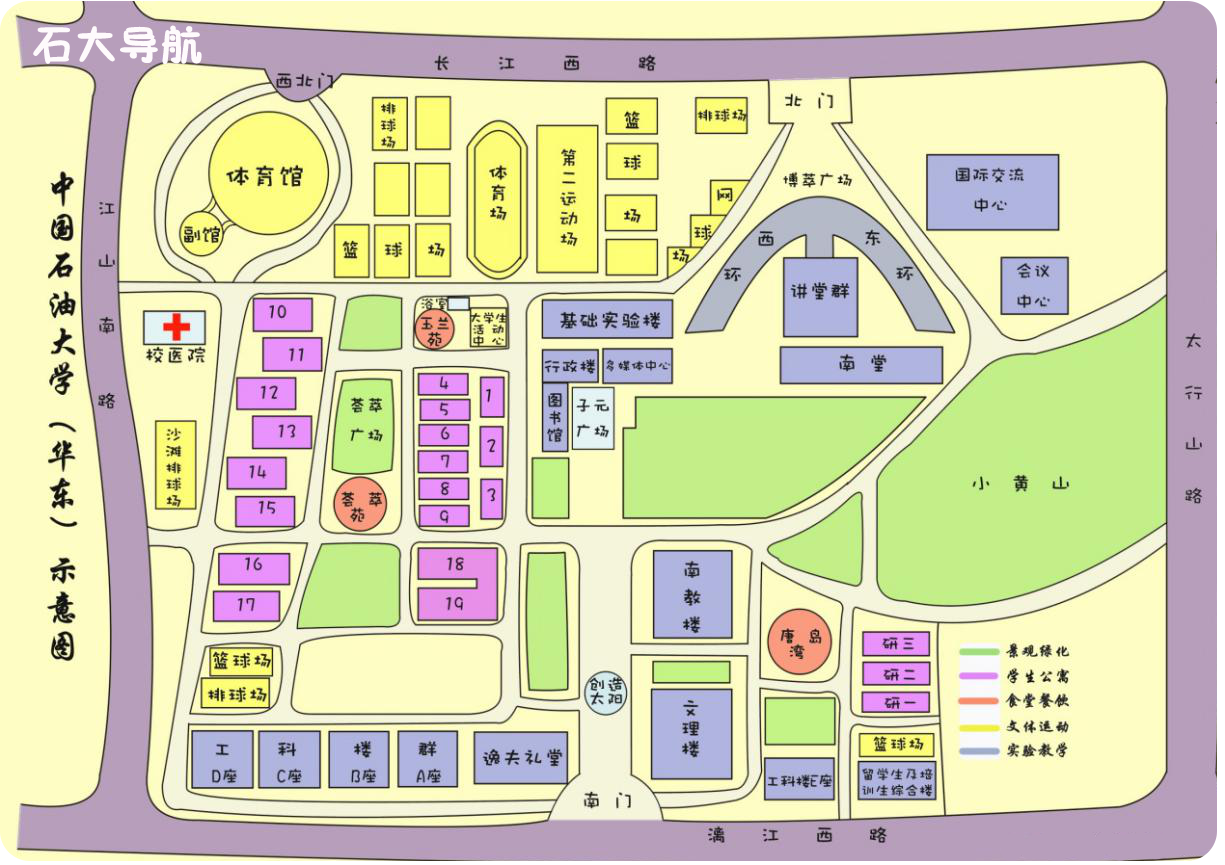 石大导航
长江西路
西北门
北门
中国石油大学（华东）示意图
江山南路
大行山路
体育馆
副馆
排球场
篮球场
体育场
第二运动场
篮球场
排球场
网球场
博萃广场
西环
东环
讲堂群
南堂
国际交流
中心
会议
中心
校医院
沙滩排球场
10
11
12
13
14
15
16
17
浴室
玉兰
苑
大学生
活动
中心
荟萃
广场
荟萃
苑
4
5
6
7
8
9
1
2
3
18
19
基础实验楼
行政楼
多媒体中心
图书馆
子元
广场
小黄山
南教楼
文理楼
唐岛
湾
研三
研二
研一
篮球场
留学生及培
训生综合楼
工科楼E座
篮球场
排球场
创造
太阳
工科楼群
D座
C座
B座
A座
逸夫礼堂
南门
漓江西路
景观绿化
学生公寓
食堂餐饮
文体运动
实验教学